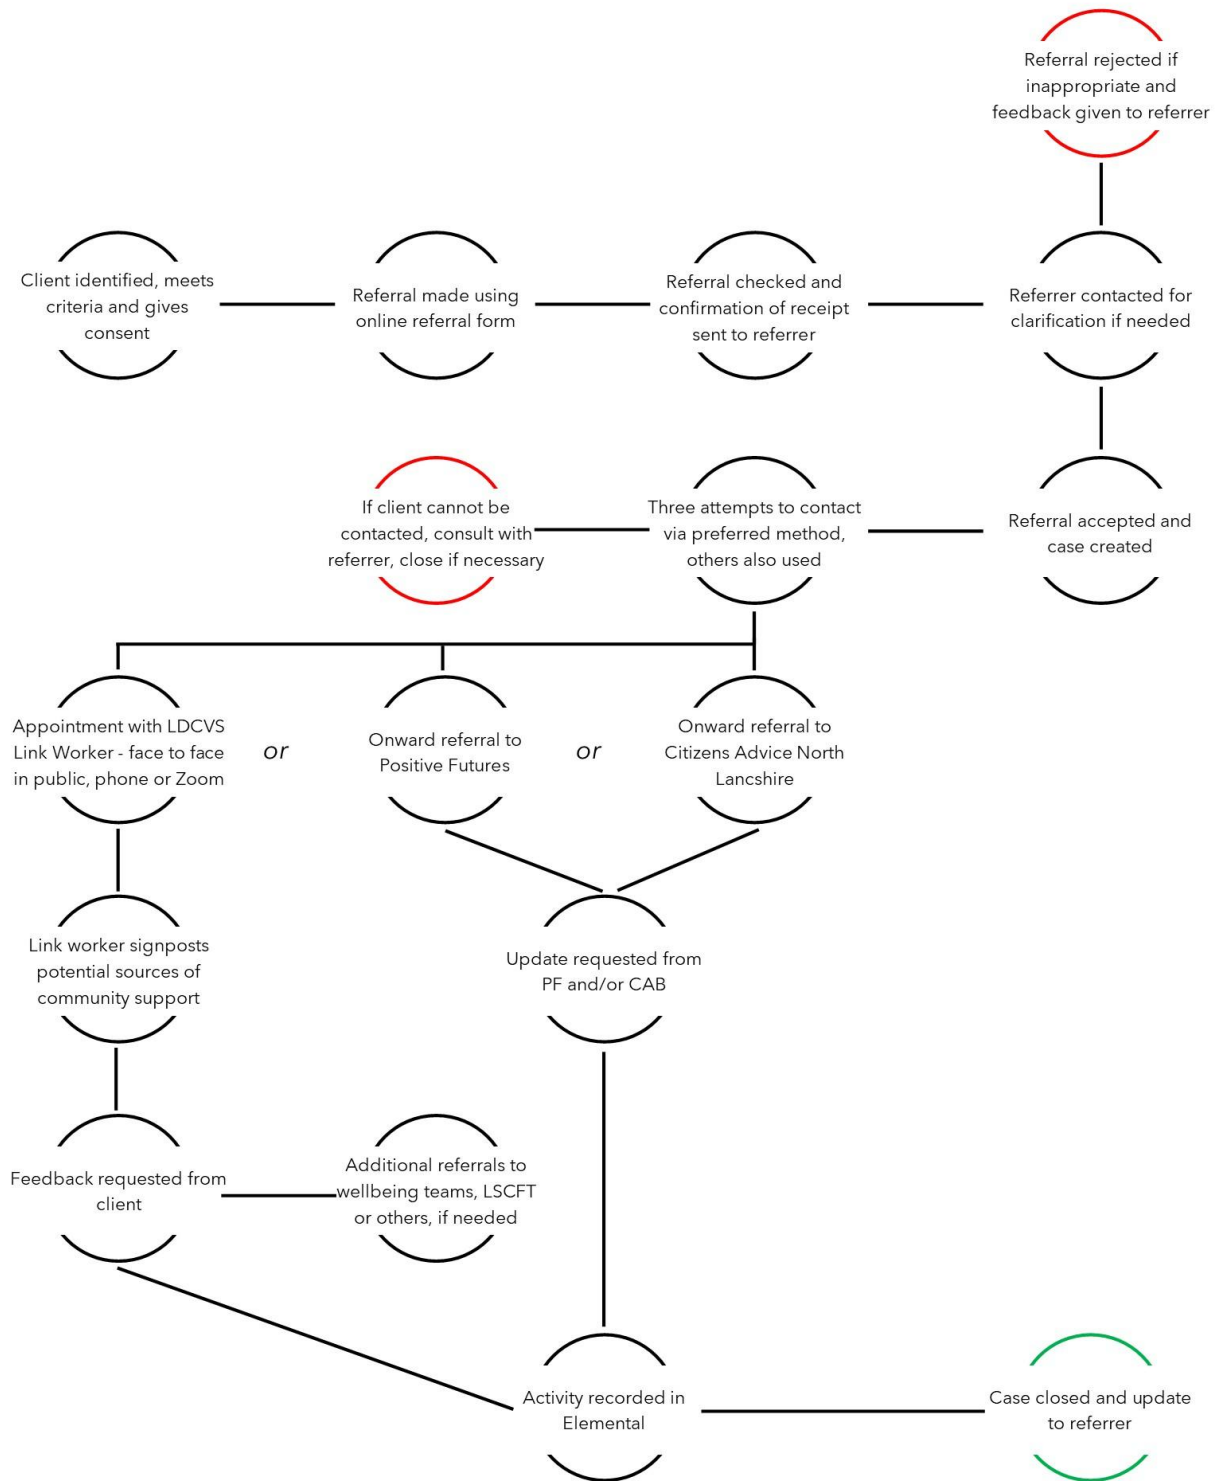 Referral rejected if
inappropriate and
feedback given to referrer
Client identified, meets
criteria and gives
consent
Referral made using
online referral form
Referral checked and
confirmation of receipt
sent to referrer
Referrer contacted for
clarification if needed
If client cannot be
contacted, consult with
referrer, close if necessary
Three attempts to contact
via preferred method,
others also used
Referral accepted and
case created
Appointment with LDCVS
Link Worker - face to face
in public, phone or Zoom
or
Onward referral to
Positive Futures
or
Onward referral to
Citizens Advice North
Lancshire
Link worker signposts
potential sources of
community support
Update requested from
PF and/or CAB
Feedback requested from
client
Additional referrals to
wellbeing teams, LSCFT
or others, if needed
Activity recorded in
Elemental
Case closed and update
to referrer